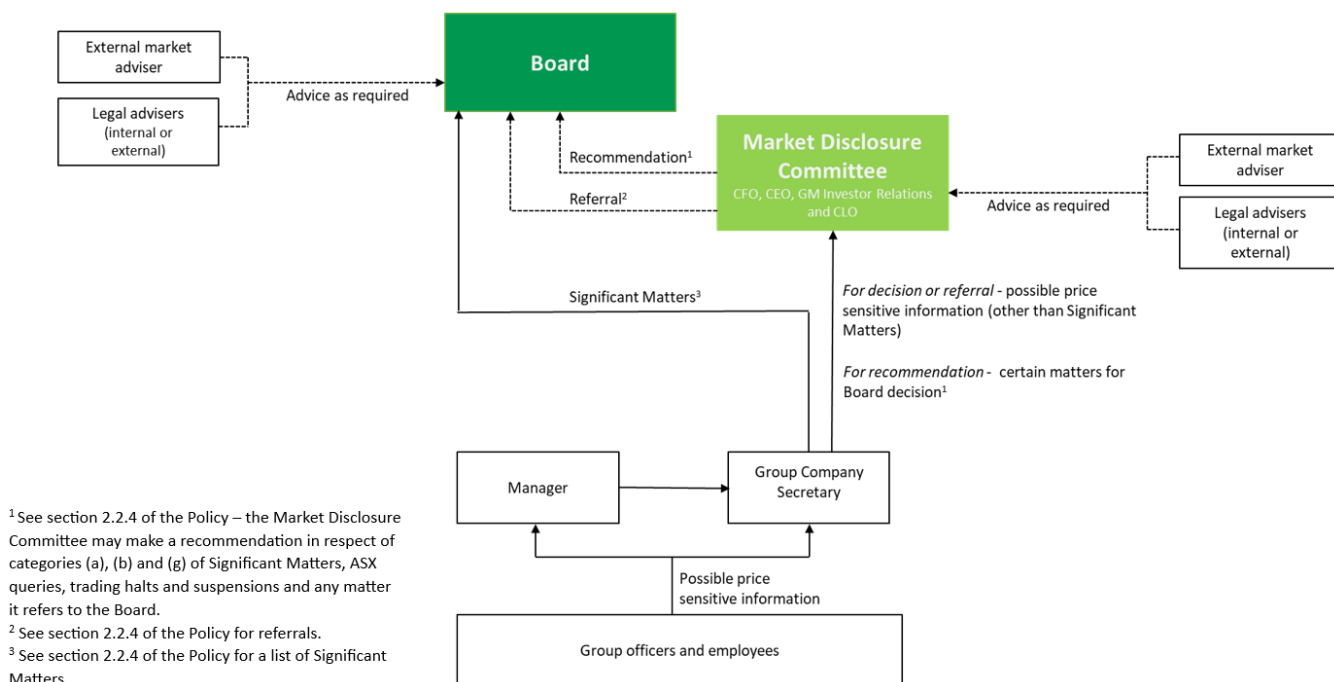 External market
adviser
Legal advisers
(internal or
external)
Advice as required
Board
Recommendation¹
Referral²
Market Disclosure
Committee
CFO, CEO, GM Investor Relations
and CLO
Advice as required
External market
adviser
Legal advisers
(internal or
external)
Significant Matters³
For decision or referral - possible price
sensitive information (other than Significant
Matters)
For recommendation - certain matters for
Board decision¹
Manager
Group Company
Secretary
Possible price
sensitive information
Group officers and employees
¹ See section 2.2.4 of the Policy – the Market Disclosure
Committee may make a recommendation in respect of
categories (a), (b) and (g) of Significant Matters, ASX
queries, trading halts and suspensions and any matter
it refers to the Board.
² See section 2.2.4 of the Policy for referrals.
³ See section 2.2.4 of the Policy for a list of Significant
Matters